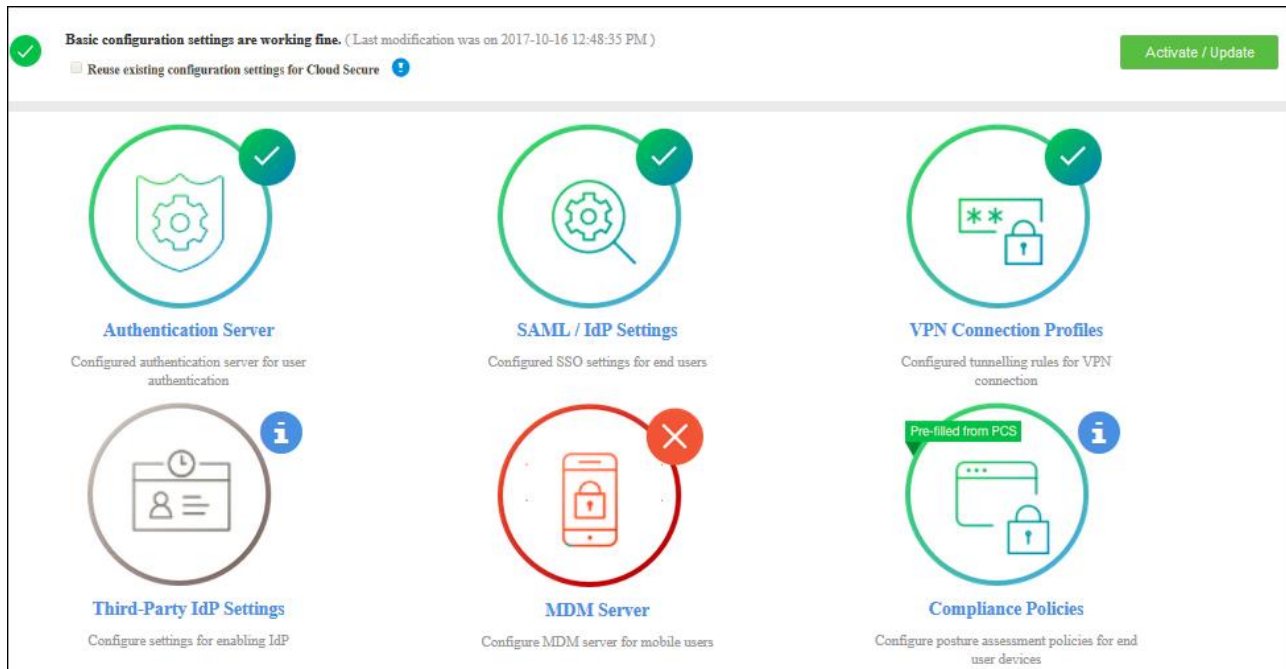 Basic configuration settings are working fine. ( Last modification was on 2017-10-16 12:48:35 PM )
Reuse existing configuration settings for Cloud Secure
Activate / Update
Authentication Server
Configured authentication server for user
authentication
SAML / IdP Settings
Configured SSO settings for end users
VPN Connection Profiles
Configured tunnelling rules for VPN
connection
Third-Party IdP Settings
Configure settings for enabling IdP
MDM Server
Configure MDM server for mobile users
Pre-filled from PCS
Compliance Policies
Configure posture assessment policies for end
user devices